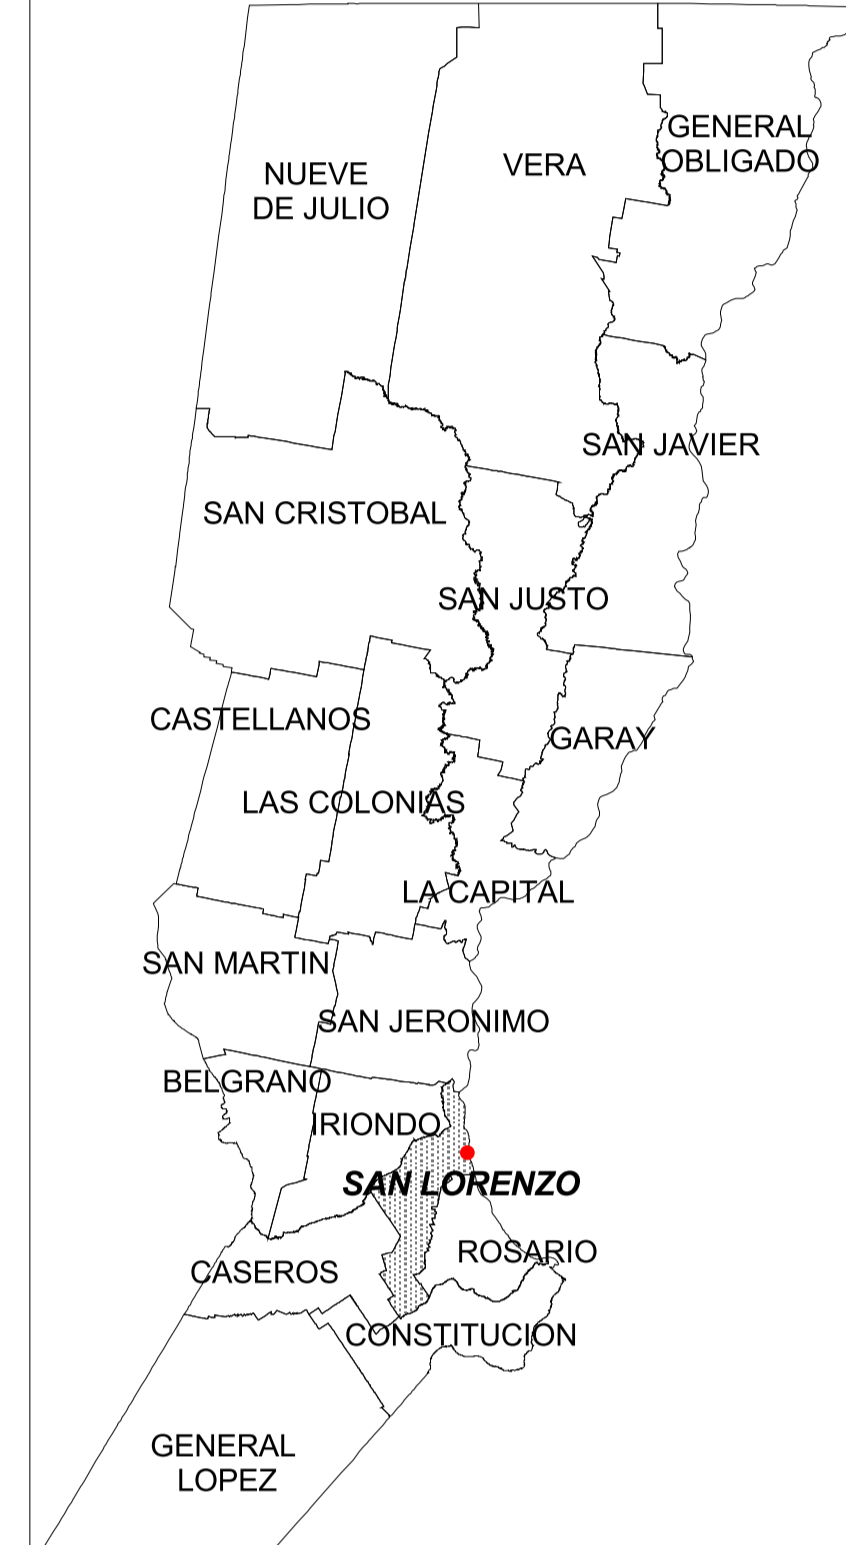 GENERAL
OBLIGADO
VERA
NUEVE
DE JULIO
SAN JAVIER
SAN CRISTOBAL
SAN JUSTO
CASTELLANOS
GARAY
LAS COLONIAS
LA CAPITAL
SAN MARTIN
SAN JERONIMO
BELGRANO
IRIONDO
SAN LORENZO
ROSARIO
CASEROS
CONSTITUCION
GENERAL
LOPEZ